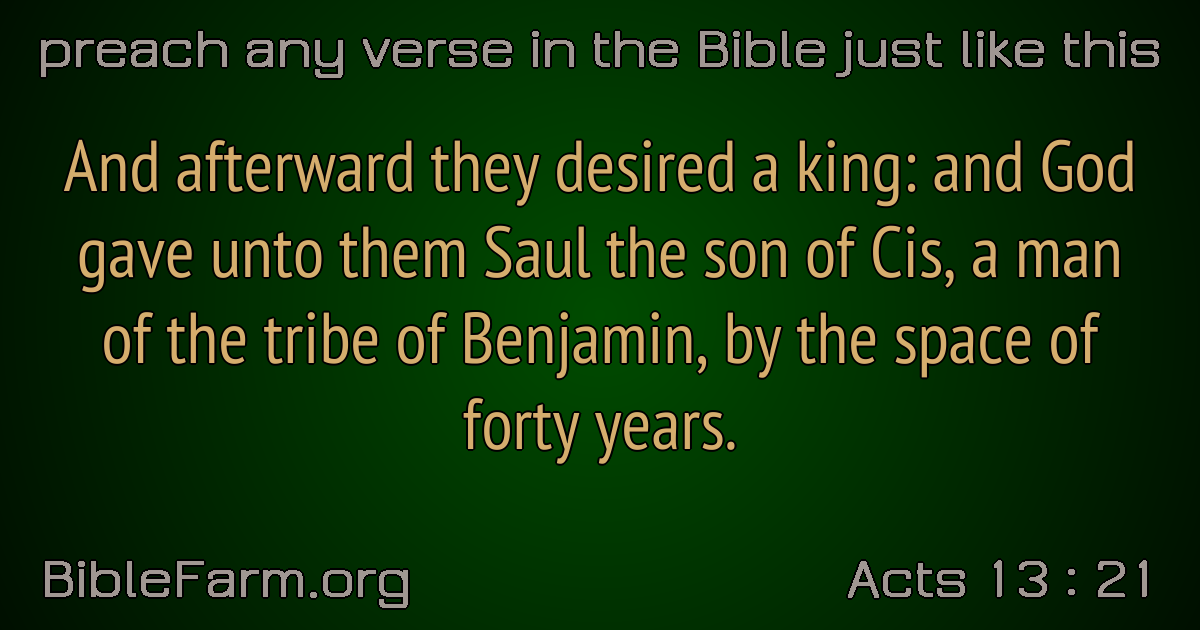 preach any verse in the Bible just like this
And afterward they desired a king: and God
gave unto them Saul the son of Cis, a man
of the tribe of Benjamin, by the space of
forty years.
BibleFarm.org
Acts 13 : 21